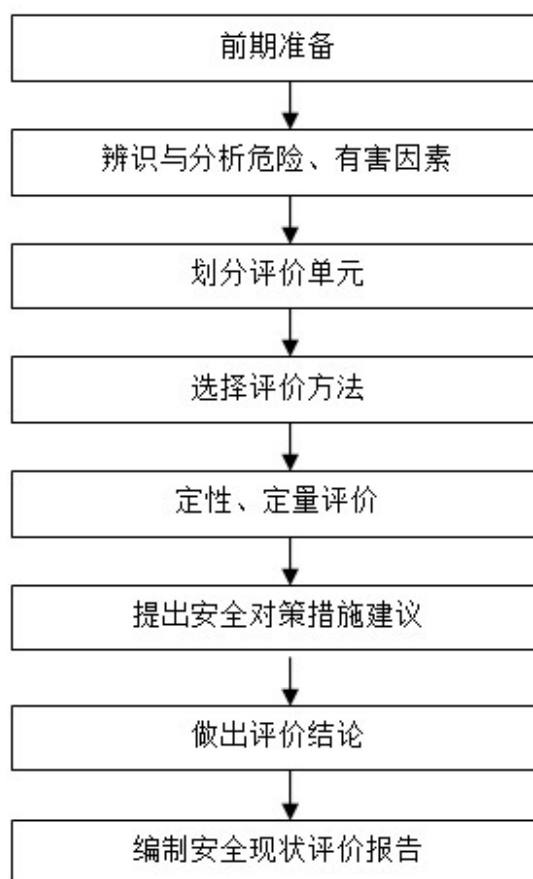 前期准备
辨识与分析危险、有害因素
划分评价单元
选择评价方法
定性、定量评价
提出安全对策措施建议
做出评价结论
编制安全现状评价报告